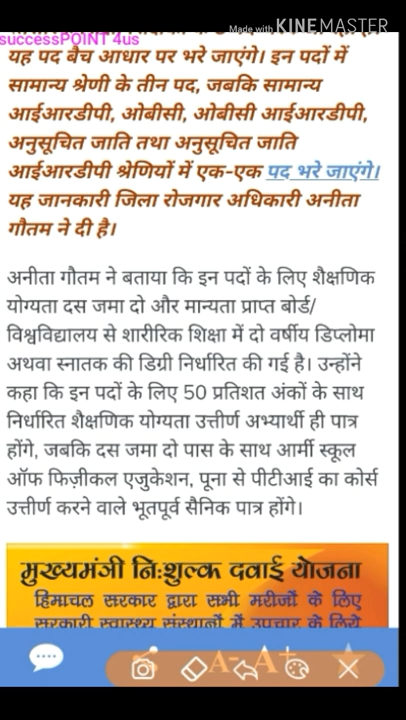 Made with KINEMASTER
successPOINT 4us
यह पद बैच आधार पर भरे जाएंगे। इन पदों में
सामान्य श्रेणी के तीन पद, जबकि सामान्य
आईआरडीपी, ओबीसी, ओबीसी आईआरडीपी,
अनुसूचित जाति तथा अनुसूचित जाति
आईआरडीपी श्रेणियों में एक-एक पद भरे जाएंगे।
यह जानकारी जिला रोजगार अधिकारी अनीता
गौतम ने दी है।
अनीता गौतम ने बताया कि इन पदों के लिए शैक्षणिक
योग्यता दस जमा दो और मान्यता प्राप्त बोर्ड/
विश्वविद्यालय से शारीरिक शिक्षा में दो वर्षीय डिप्लोमा
अथवा स्नातक की डिग्री निर्धारित की गई है। उन्होंने
कहा कि इन पदों के लिए 50 प्रतिशत अंकों के साथ
निर्धारित शैक्षणिक योग्यता उत्तीर्ण अभ्यार्थी ही पात्र
होंगे, जबकि दस जमा दो पास के साथ आर्मी स्कूल
ऑफ फिज़ीकल एजुकेशन, पूना से पीटीआई का कोर्स
उत्तीर्ण करने वाले भूतपूर्व सैनिक पात्र होंगे।
मुख्यमंत्री निःशुल्क दवाई योजना
हिमाचल सरकार द्वारा सभी मरीजों के लिए
सरकारी स्वास्थ्य संस्थानों में उपचार के लिये
A- A+